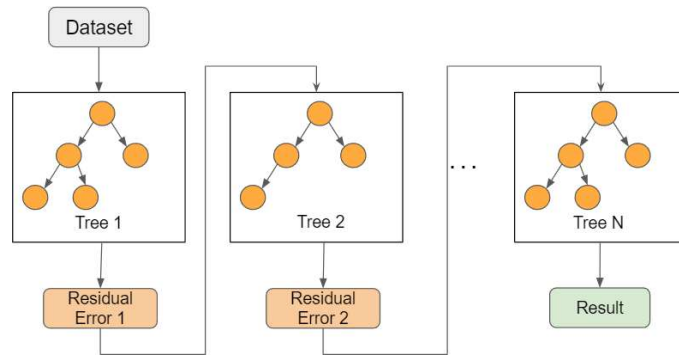 Dataset
Tree 1
Tree 2
...
Tree N
Residual
Error 1
Residual
Error 2
Result